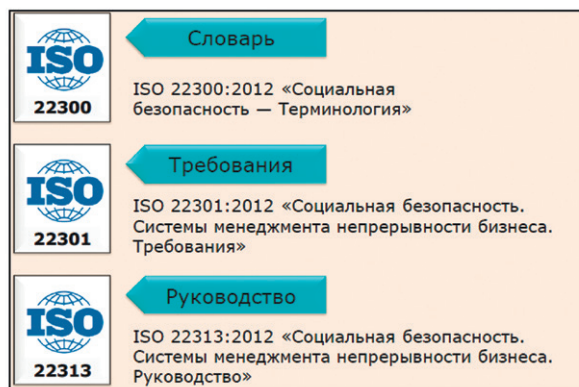 ISO
22300
Словарь
ISO 22300:2012 «Социальная
безопасность — Терминология»
ISO
22301
Требования
ISO 22301:2012 «Социальная безопасность.
Системы менеджмента непрерывности бизнеса.
Требования»
ISO
22313
Руководство
ISO 22313:2012 «Социальная безопасность.
Системы менеджмента непрерывности бизнеса.
Руководство»